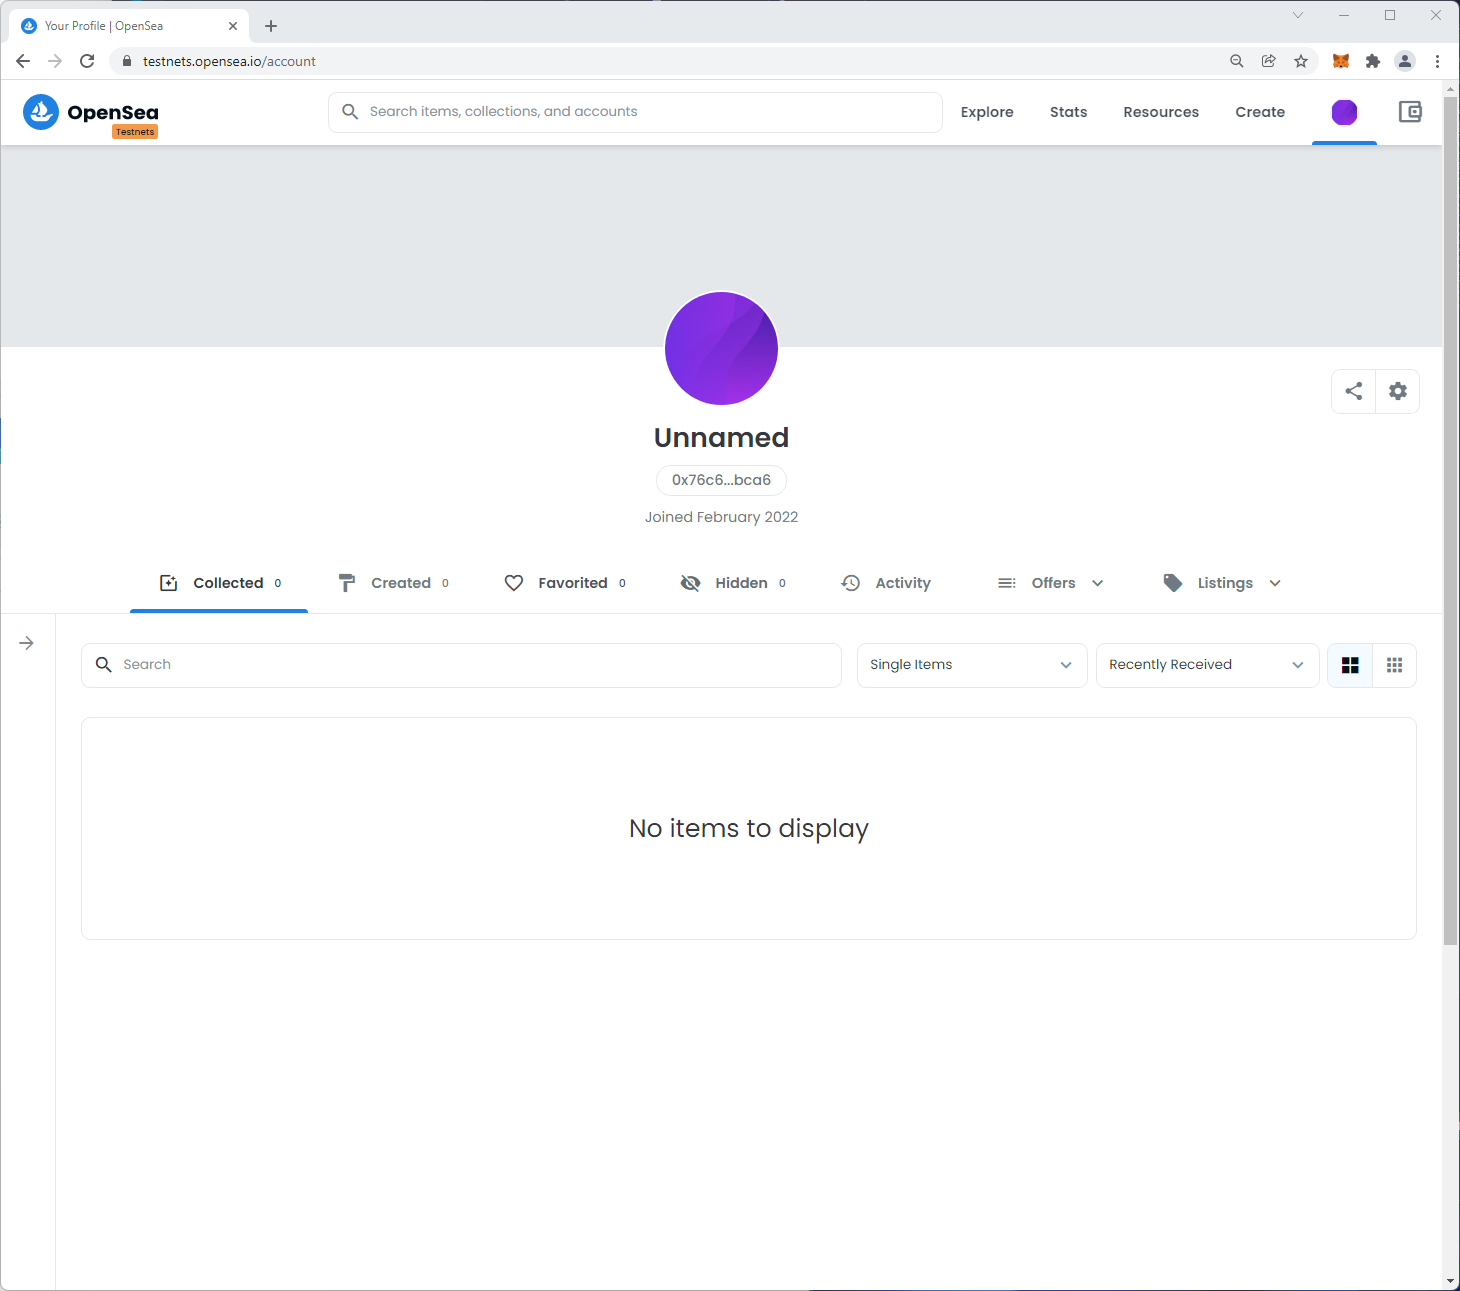 Your Profile | OpenSea
testnets.opensea.io/account
OpenSea
Testnets
Search items, collections, and accounts
Explore
Stats
Resources
Create
Unnamed
0x76c6...bca6
Joined February 2022
Collected 0
Created 0
Favorited 0
Hidden 0
Activity
Offers
Listings
Search
Single Items
Recently Received
No items to display